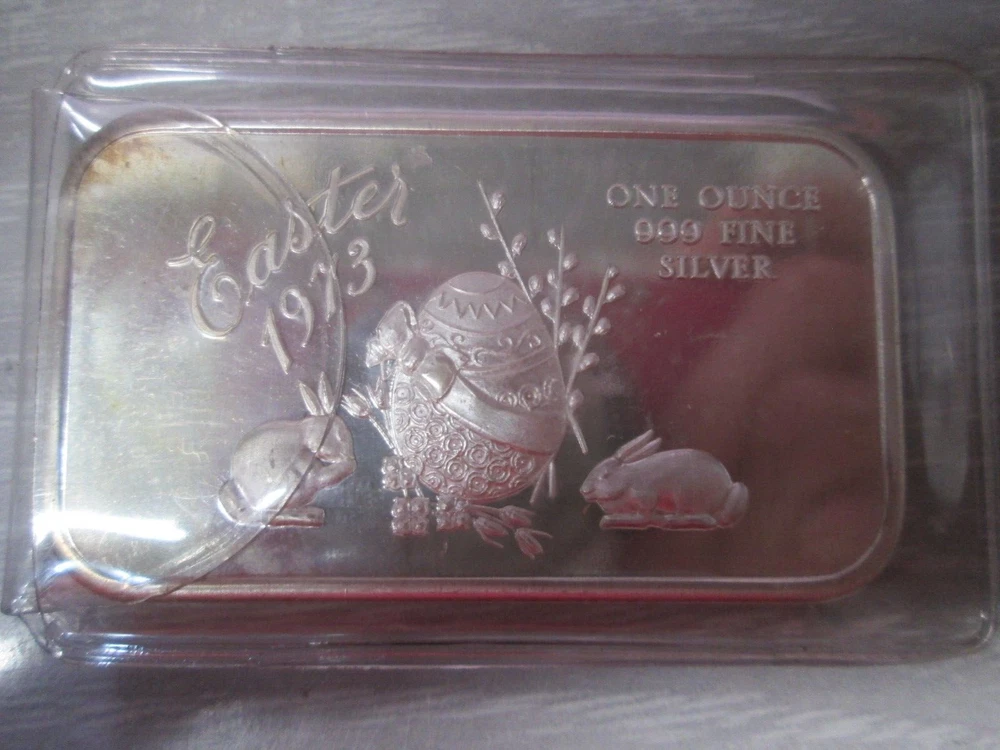 Easter
1973
ONE OUNCE
999 FINE
SILVER